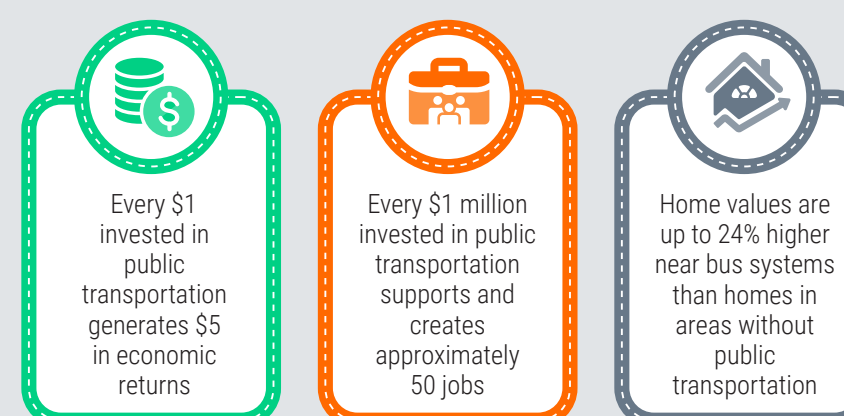 Every $1
invested in
public
transportation
generates $5
in economic
returns
Every $1 million
invested in public
transportation
supports and
creates
approximately
50 jobs
Home values are
up to 24% higher
near bus systems
than homes in
areas without
public
transportation